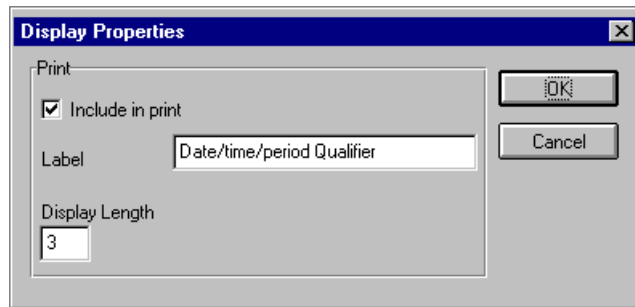 Display Properties
Print
Include in print
OK
Label
Date/time/period Qualifier
Cancel
Display Length
3